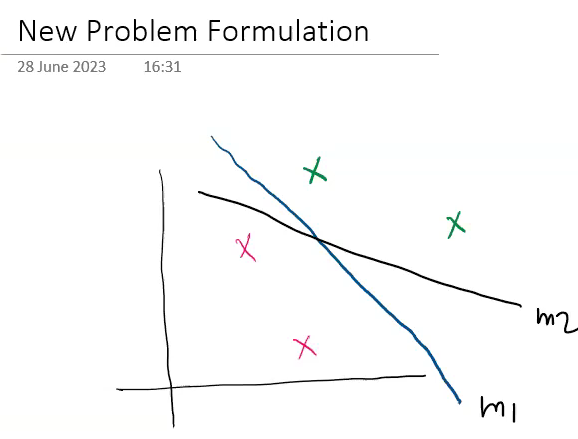 New Problem Formulation
28 June 2023 16:31
m2
m1